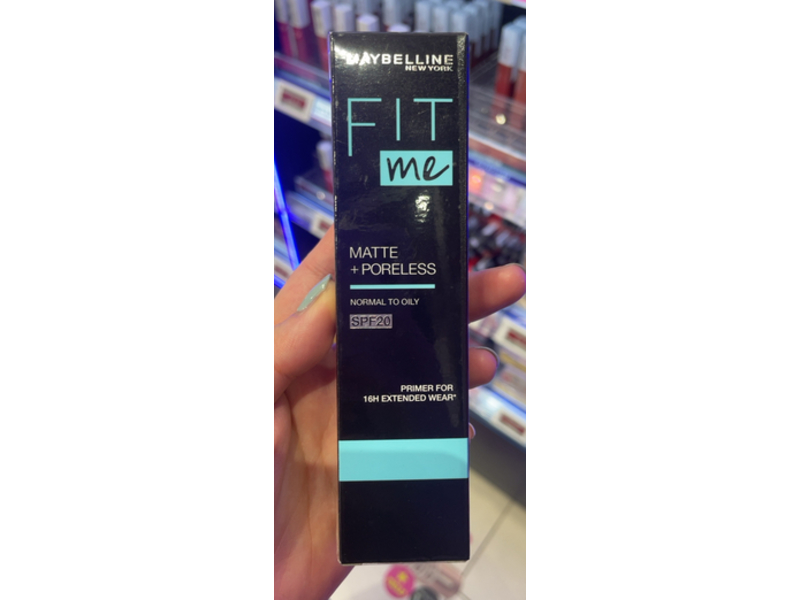 MAYBELLINE
NEW YORK
FIT
me
MATTE
+ PORELESS
NORMAL TO OILY
SPF20
PRIMER FOR
16H EXTENDED WEAR*